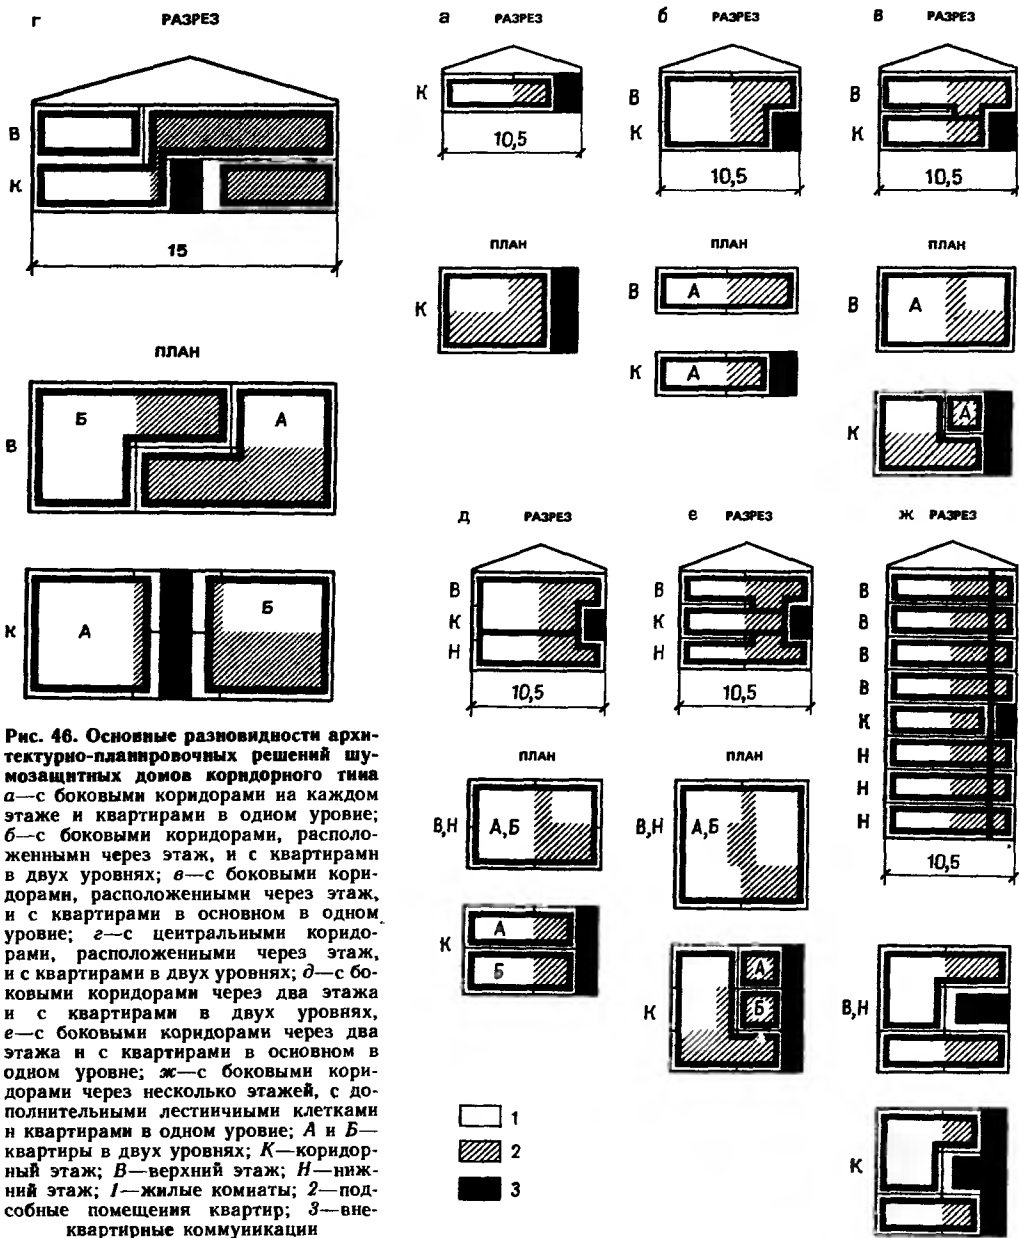 г РАЗРЕЗ
В
К
15
ПЛАН
Б А
В
А Б
К
а РАЗРЕЗ
К
10,5
ПЛАН
К
б РАЗРЕЗ
В
К
10,5
ПЛАН
В А
К А
в РАЗРЕЗ
В
К
10,5
ПЛАН
В А
К А
д РАЗРЕЗ
В
К
Н
10,5
ПЛАН
В,Н А,Б
К А
Б
е РАЗРЕЗ
В
К
Н
10,5
ПЛАН
В,Н А,Б
К А
Б
ж РАЗРЕЗ
В
В
В
В
К
Н
Н
Н
10,5
В,Н
К
1
2
3
Рис. 46. Основные разновидности архи-
тектурно-планировочных решений шу-
мозащитных домов коридорного типа
а—с боковыми коридорами на каждом
этаже и квартирами в одном уровне;
б—с боковыми коридорами, располо-
женными через этаж, и с квартирами
в двух уровнях; в—с боковыми кори-
дорами, расположенными через этаж,
и с квартирами в основном в одном
уровне; г—с центральными коридо-
рами, расположенными через этаж,
и с квартирами в двух уровнях; д—с бо-
ковыми коридорами через два этажа
и с квартирами в двух уровнях,
е—с боковыми коридорами через два
этажа и с квартирами в основном в
одном уровне; ж—с боковыми кори-
дорами через несколько этажей, с до-
полнительными лестничными клетками
и квартирами в одном уровне; А и Б—
квартиры в двух уровнях; К—коридор-
ный этаж; В—верхний этаж; Н—ниж-
ний этаж; 1—жилые комнаты; 2—под-
собные помещения квартир; 3—вне-
квартирные коммуникации